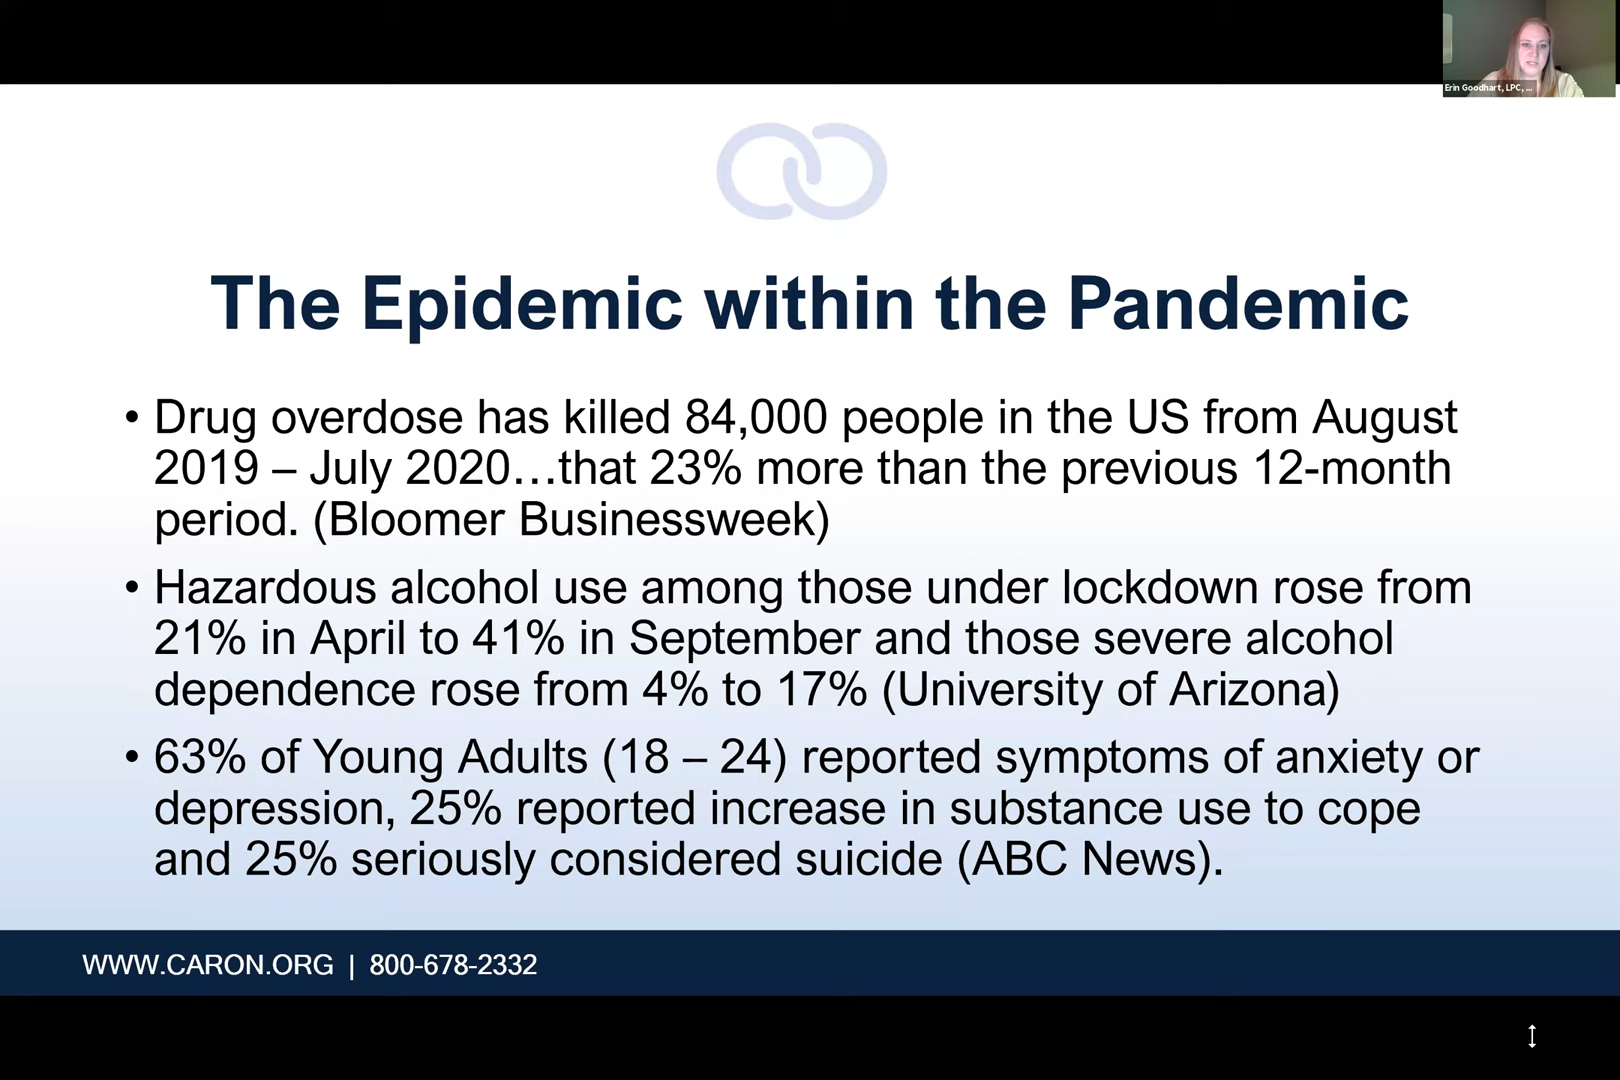 Erin Goodhart, LPC, ...
The Epidemic within the Pandemic
• Drug overdose has killed 84,000 people in the US from August
2019 – July 2020…that 23% more than the previous 12-month
period. (Bloomer Businessweek)
• Hazardous alcohol use among those under lockdown rose from
21% in April to 41% in September and those severe alcohol
dependence rose from 4% to 17% (University of Arizona)
• 63% of Young Adults (18 – 24) reported symptoms of anxiety or
depression, 25% reported increase in substance use to cope
and 25% seriously considered suicide (ABC News).
WWW.CARON.ORG | 800-678-2332